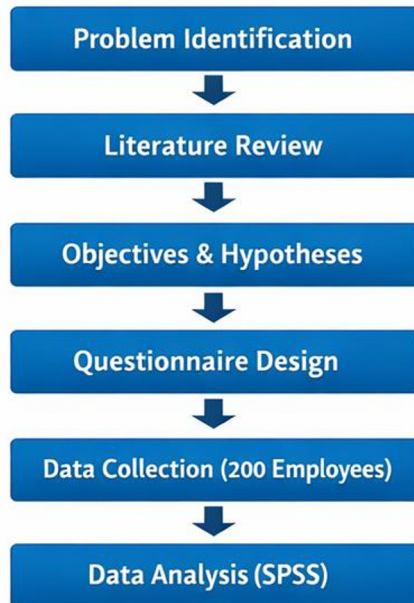 Problem Identification
Literature Review
Objectives & Hypotheses
Questionnaire Design
Data Collection (200 Employees)
Data Analysis (SPSS)